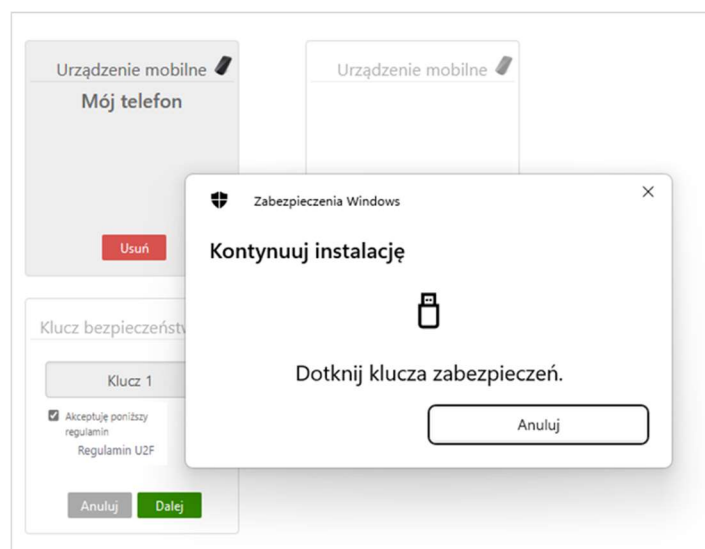 Urządzenie mobilne
Mój telefon
Usuń
Urządzenie mobilne
Zabezpieczenia Windows
Kontynuuj instalację
Dotknij klucza zabezpieczeń.
Anuluj
Klucz bezpieczeństw
Klucz 1
Akceptuję poniższy
regulamin
Regulamin U2F
Anuluj
Dalej